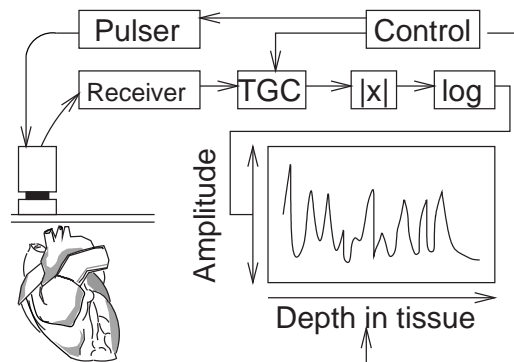 Pulser
Control
Receiver
TGC
|x|
log
Amplitude
Depth in tissue